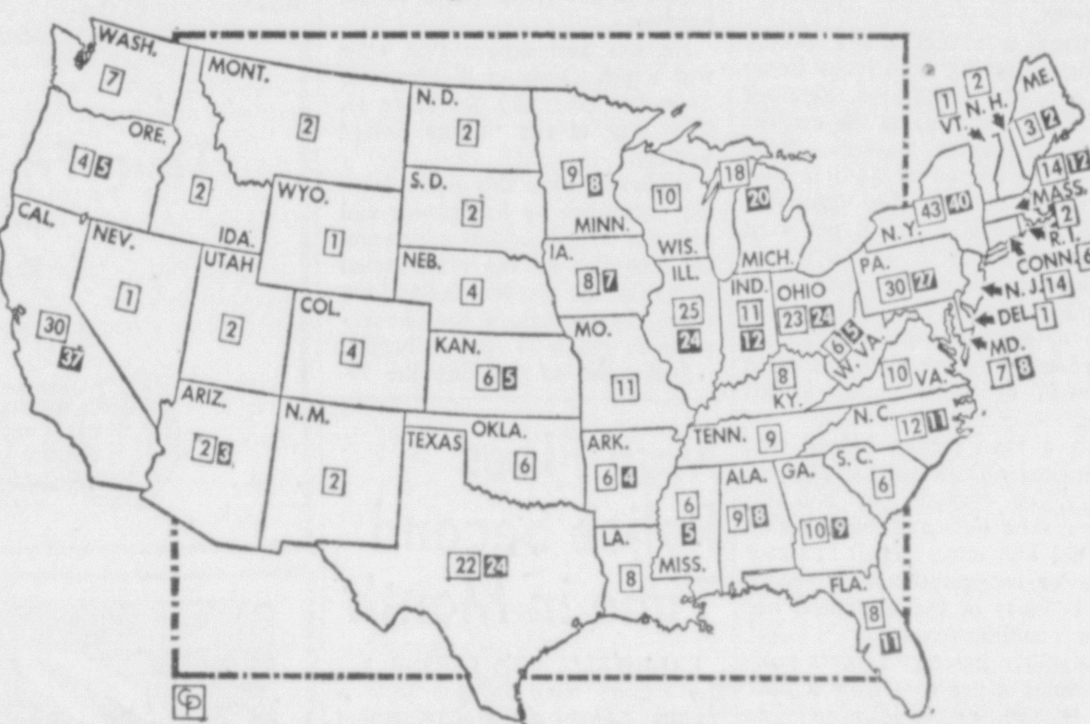 WASH.
7
MONT.
2
N. D.
2
ORE.
4 5
2
IDA.
WYO.
1
S. D.
2
9 8
MINN.
10
WIS.
18
20
MICH.
1
VT.
2
N. H.
ME.
3 2
14 12
MASS.
43 40
N. Y.
2
R. I.
CONN. 6
N. J. 14
DEL. 1
MD.
7 8
PA.
30 27
CAL.
30
37
NEV.
1
UTAH
2
COL.
4
NEB.
4
IA.
8 7
ILL.
25
24
IND.
11
12
OHIO
23 24
6 5
W. VA.
10 VA.
KAN.
6 5
MO.
11
8
KY.
ARIZ.
2 3
N. M.
2
TEXAS
22 24
OKLA.
6
ARK.
6 4
TENN. 9
N. C.
12 11
S. C.
6
LA.
8
6
5
MISS.
ALA.
9 8
GA.
10 9
FLA.
8
11
CP